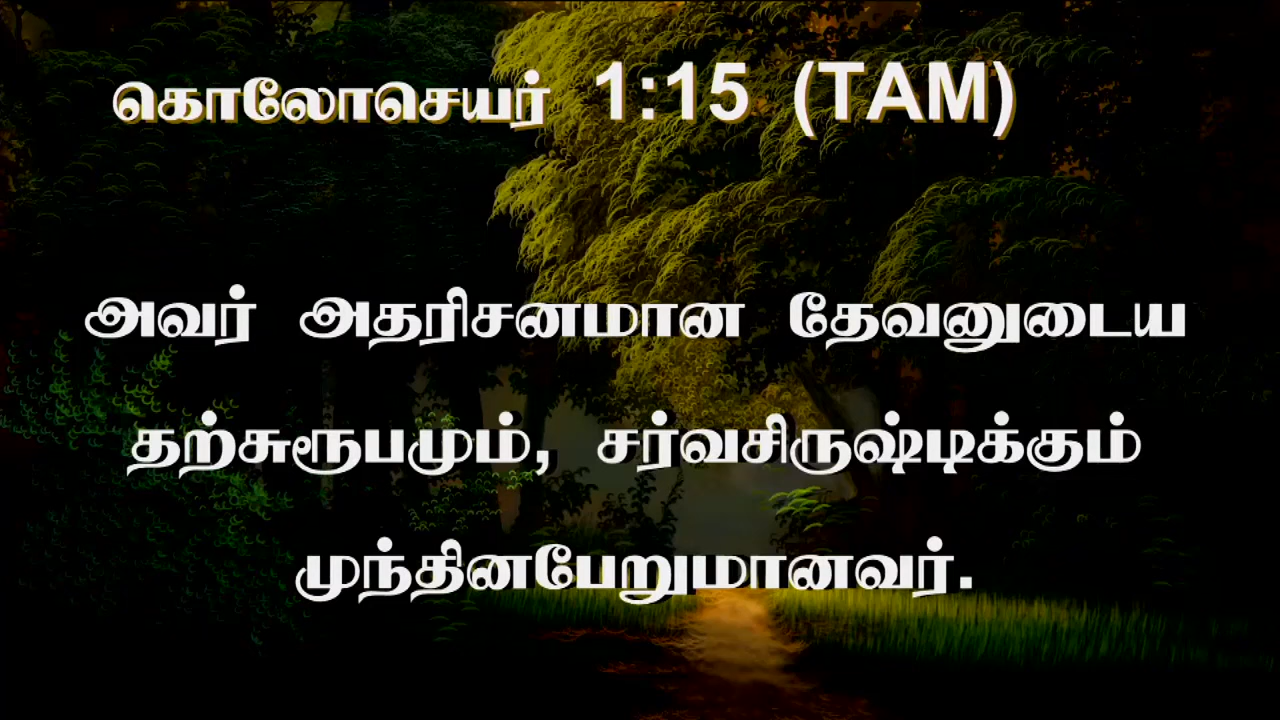 கொலோசெயர் 1:15 (TAM)
அவர் அதரிசனமான தேவனுடைய
தற்சுரூபமும், சர்வசிருஷ்டிக்கும்
முந்தினபேறுமானவர்.